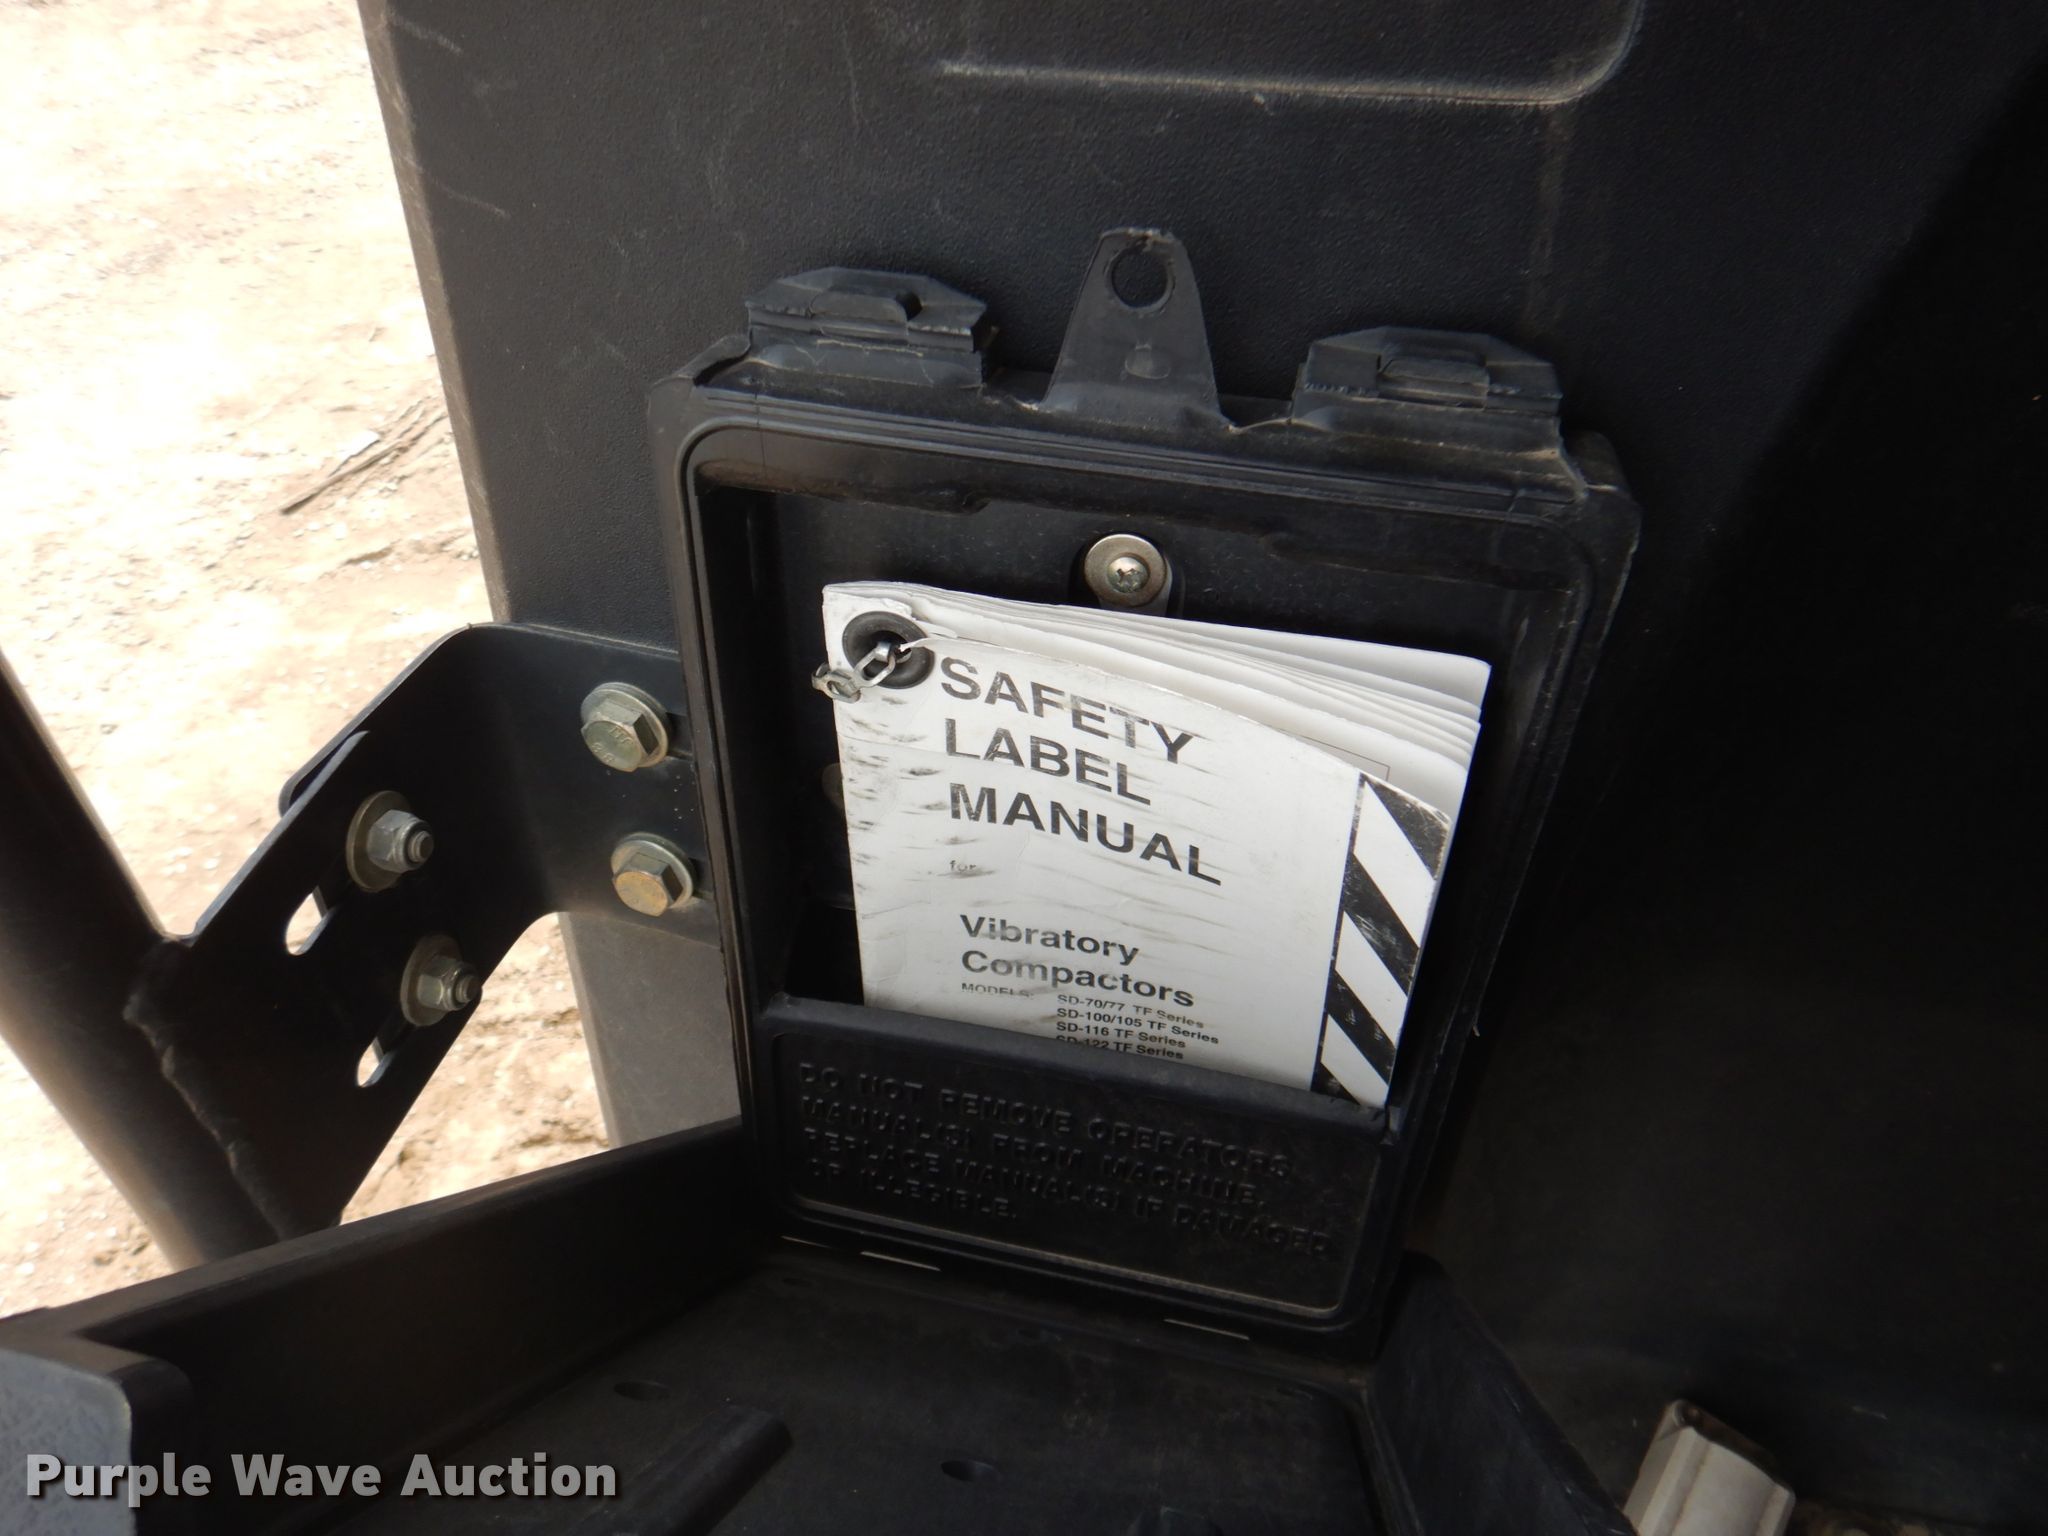 SAFETY
LABEL
MANUAL
for
Vibratory
Compactors
MODELS: SD-70/77 TF Series
SD-100/105 TF Series
SD-116 TF Series
SD-122 TF Series
DO NOT REMOVE OPERATORS
MANUAL(S) FROM MACHINE.
REPLACE MANUAL(S) IF DAMAGED
OR ILLEGIBLE.
Purple Wave Auction